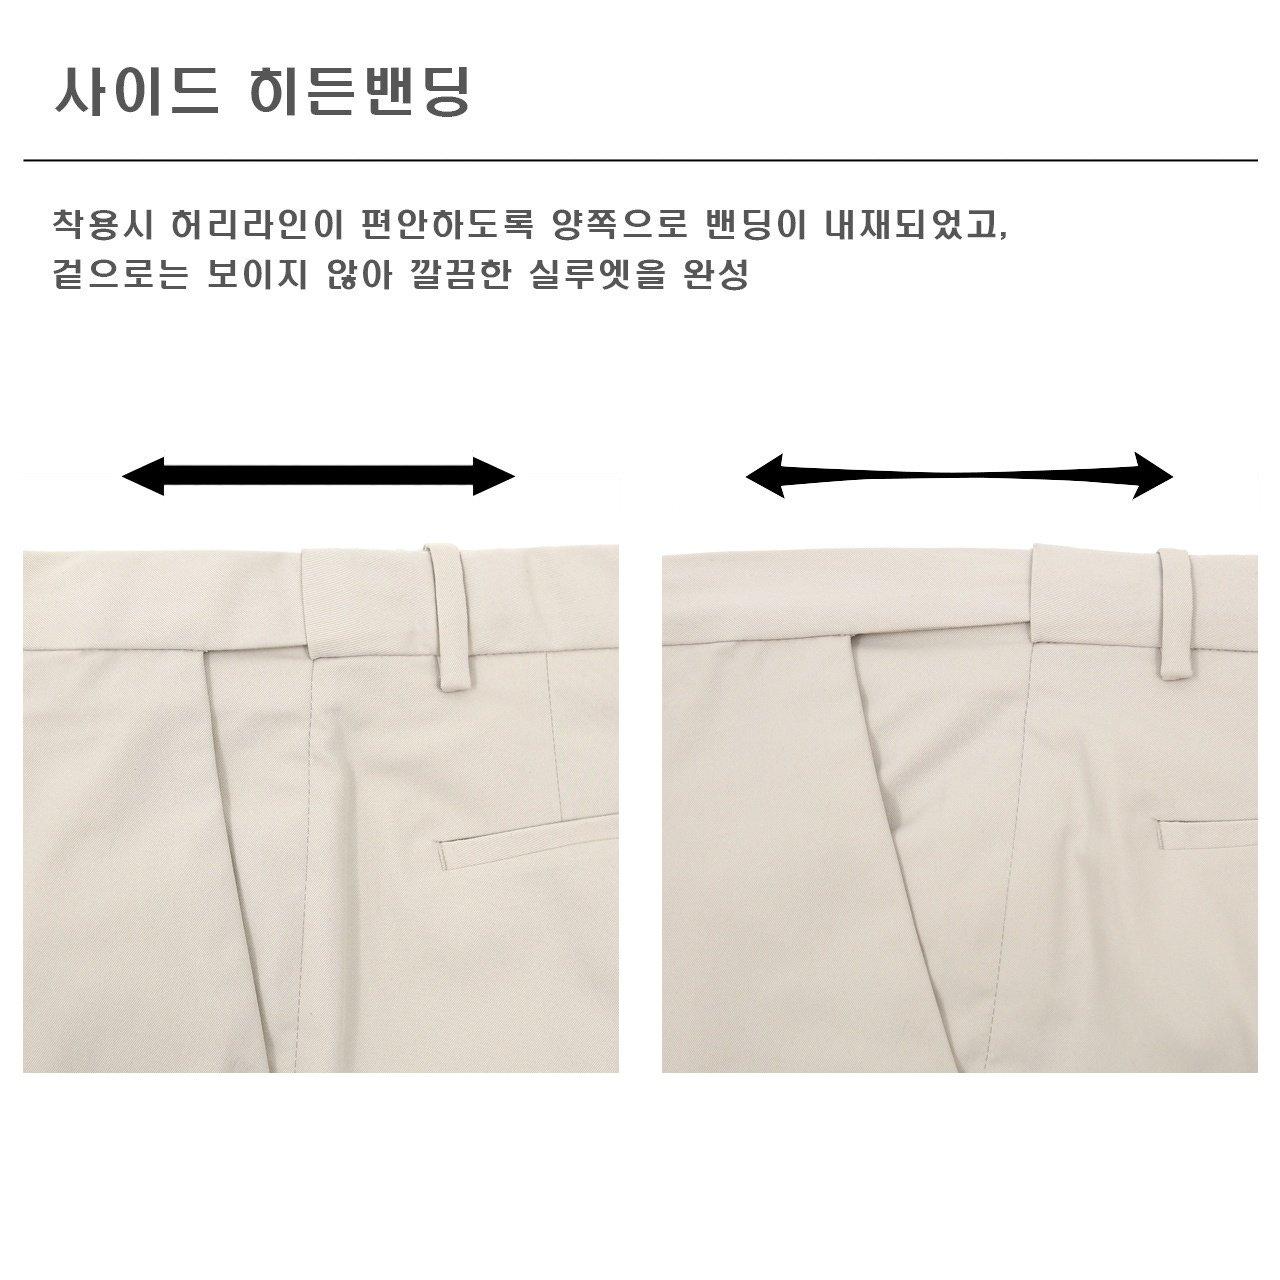 사이드 히든밴딩
착용시 허리라인이 편안하도록 양쪽으로 밴딩이 내재되었고,
겉으로는 보이지 않아 깔끔한 실루엣을 완성